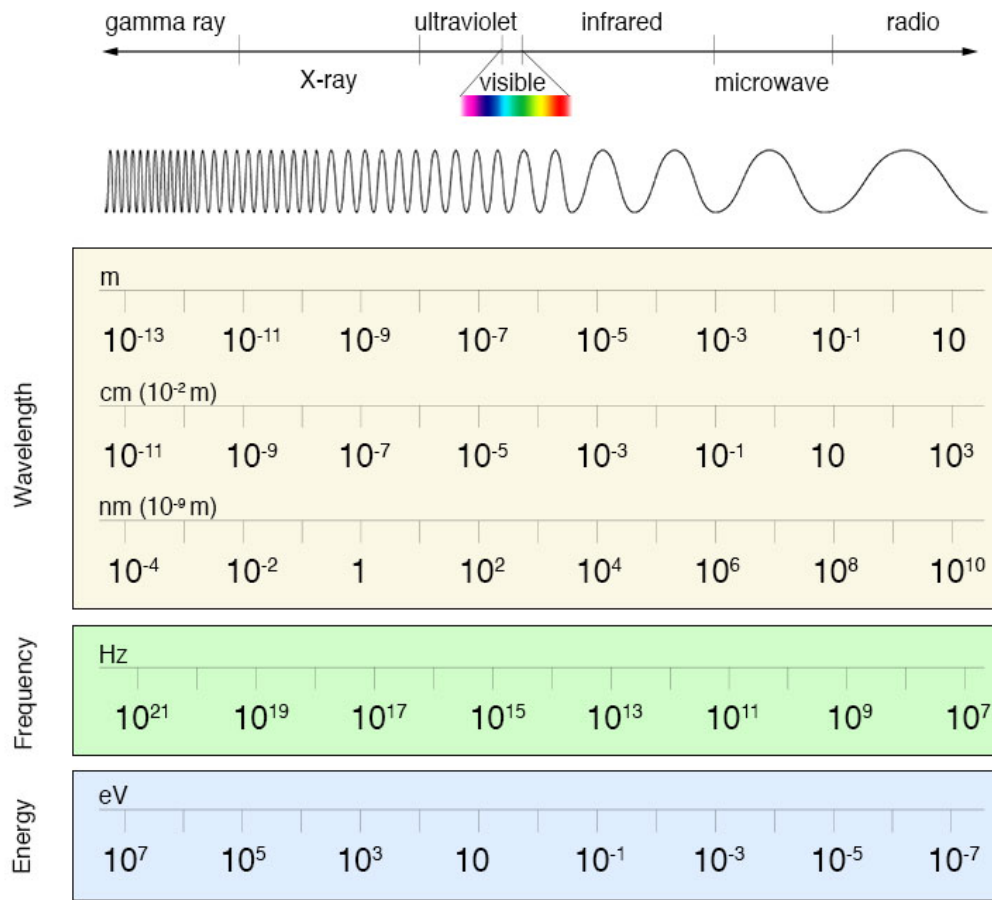 gamma ray ultraviolet infrared radio
X-ray visible microwave
Wavelength
m
10⁻¹³ 10⁻¹¹ 10⁻⁹ 10⁻⁷ 10⁻⁵ 10⁻³ 10⁻¹ 10
cm (10⁻² m)
10⁻¹¹ 10⁻⁹ 10⁻⁷ 10⁻⁵ 10⁻³ 10⁻¹ 10 10³
nm (10⁻⁹ m)
10⁻⁴ 10⁻² 1 10² 10⁴ 10⁶ 10⁸ 10¹⁰
Frequency
Hz
10²¹ 10¹⁹ 10¹⁷ 10¹⁵ 10¹³ 10¹¹ 10⁹ 10⁷
Energy
eV
10⁷ 10⁵ 10³ 10 10⁻¹ 10⁻³ 10⁻⁵ 10⁻⁷